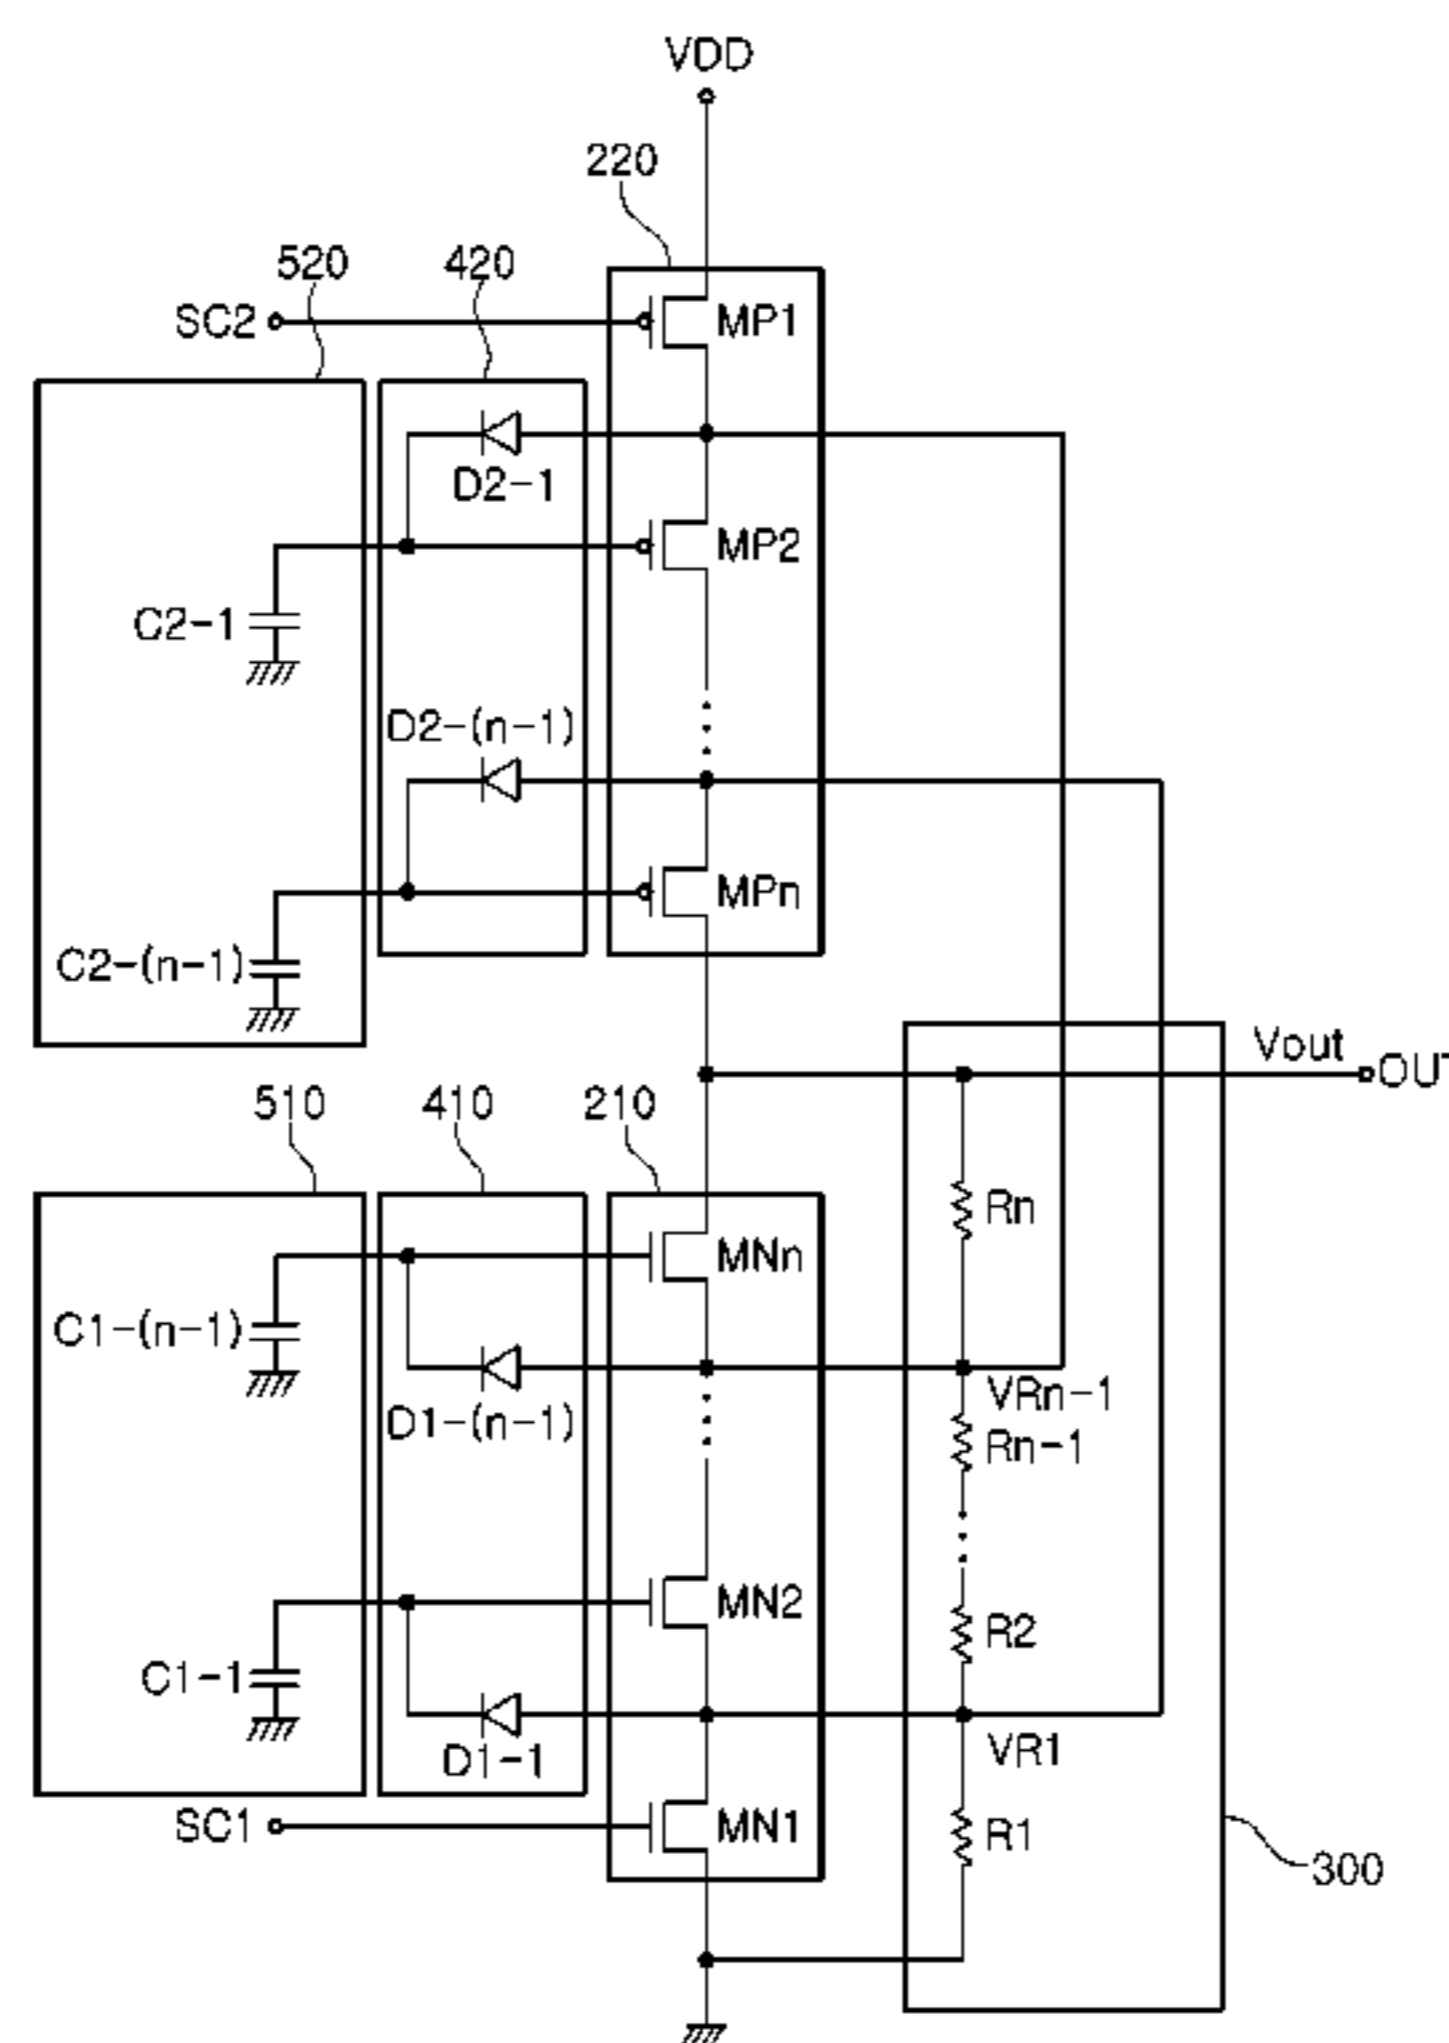 VDD
220
520
420
SC2
MP1
D2-1
MP2
C2-1
D2-(n-1)
MPn
C2-(n-1)
Vout
OUT
510
410
210
Rn
MNn
C1-(n-1)
VRn-1
D1-(n-1)
Rn-1
MN2
R2
C1-1
VR1
D1-1
SC1
MN1
R1
300